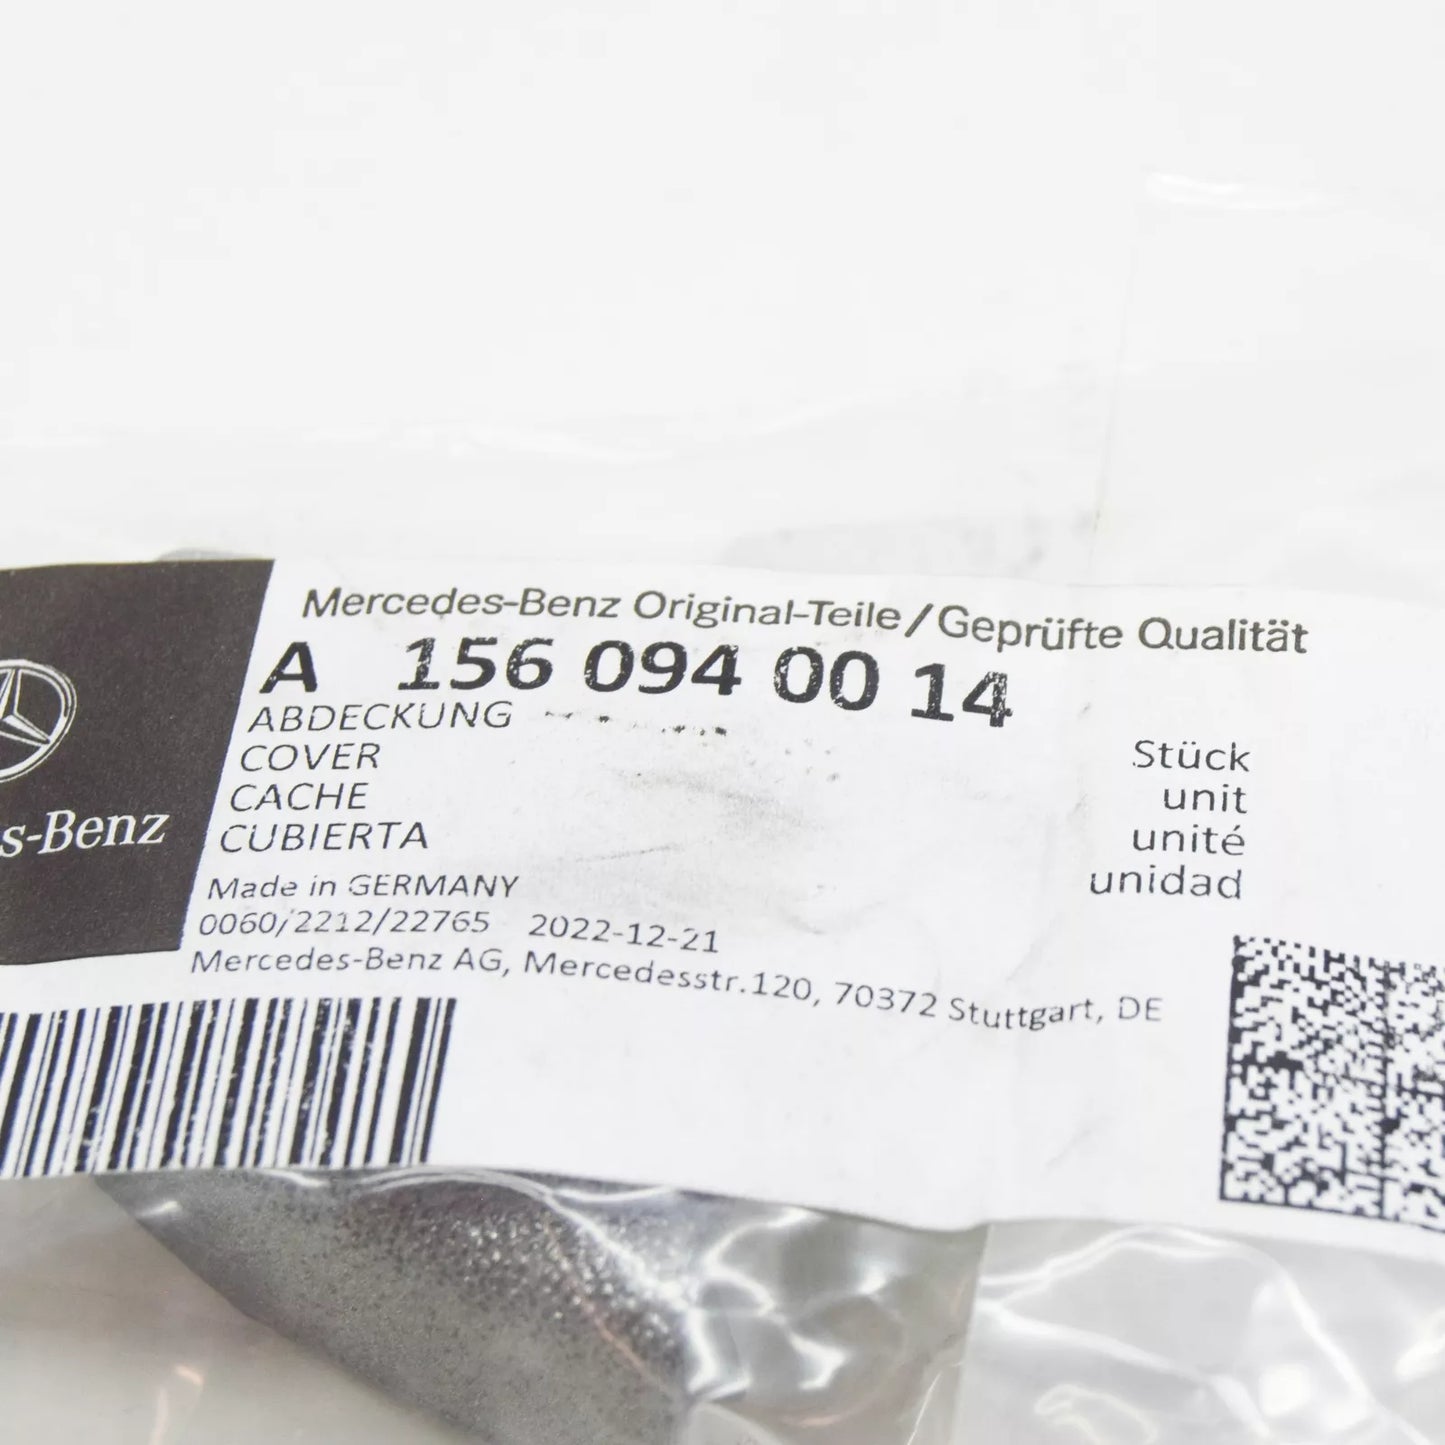 Mercedes-Benz Original-Teile/Geprüfte Qualität
A 156 094 00 14
ABDECKUNG
COVER
CACHE
CUBIERTA
Stück
unit
unité
unidad
s-Benz
Made in GERMANY
0060/2212/22765 2022-12-21
Mercedes-Benz AG, Mercedesstr.120, 70372 Stuttgart, DE